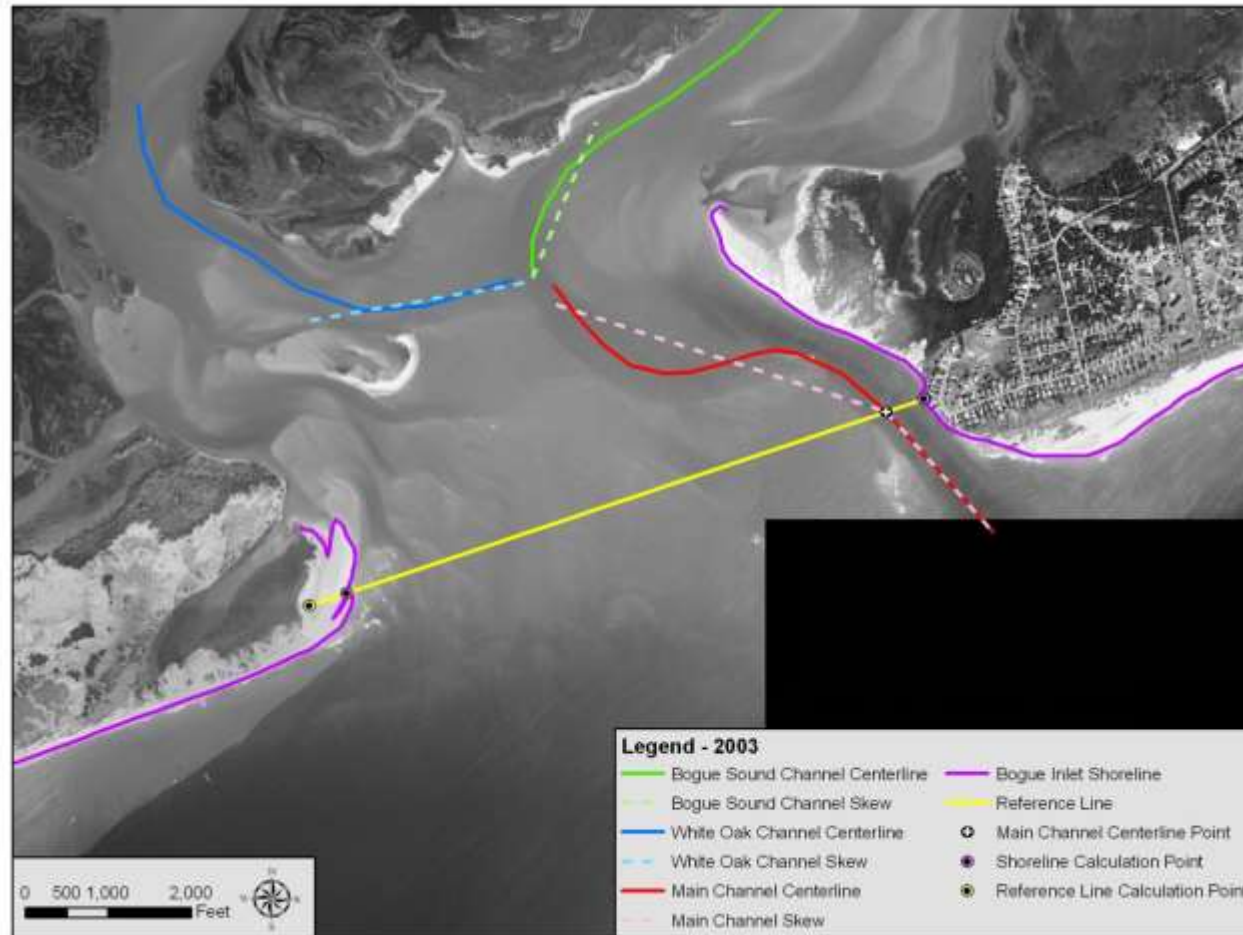 Legend - 2003
Bogue Sound Channel Centerline
Bogue Sound Channel Skew
White Oak Channel Centerline
White Oak Channel Skew
Main Channel Centerline
Main Channel Skew
Bogue Inlet Shoreline
Reference Line
Main Channel Centerline Point
Shoreline Calculation Point
Reference Line Calculation Point
0 500 1,000 2,000
Feet
N
W
S